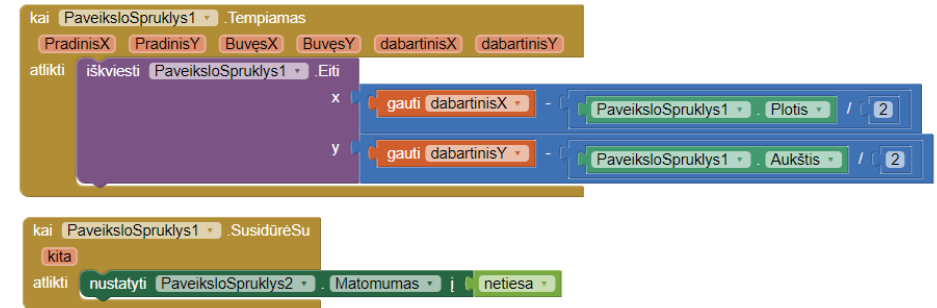 kai PaveiksloSpruklys1 .Tempiamas
PradinisX PradinisY BuvęsX BuvęsY dabartinisX dabartinisY
atlikti iškviesti PaveiksloSpruklys1 .Eiti
x gauti dabartinisX - PaveiksloSpruklys1 . Plotis / 2
y gauti dabartinisY - PaveiksloSpruklys1 . Aukštis / 2
kai PaveiksloSpruklys1 .SusidūrėSu
kita
atlikti nustatyti PaveiksloSpruklys2 . Matomumas į netiesa